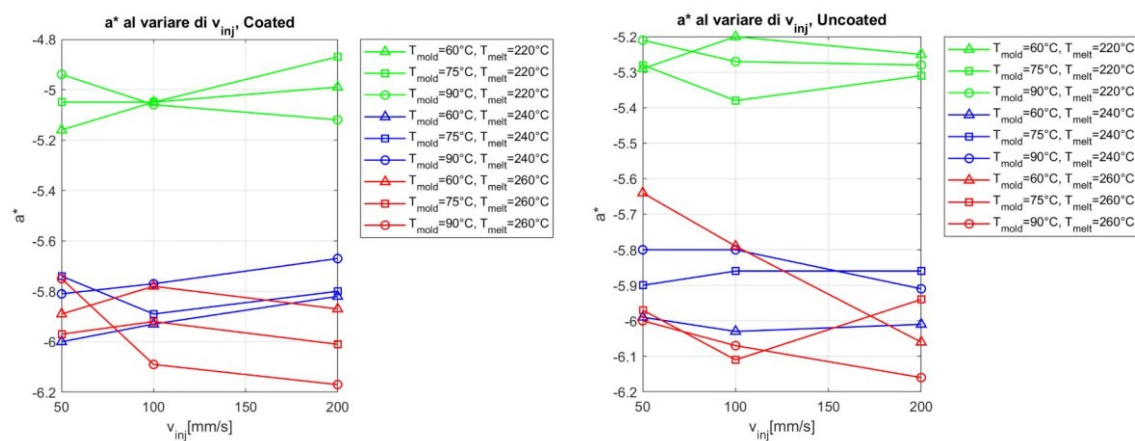 a* al variare di v_inj, Coated
-4.8
-5
-5.2
-5.4
-5.6
-5.8
-6
-6.2
a*
50
100
150
200
v_inj[mm/s]
T_mold=60°C, T_melt=220°C
T_mold=75°C, T_melt=220°C
T_mold=90°C, T_melt=220°C
T_mold=60°C, T_melt=240°C
T_mold=75°C, T_melt=240°C
T_mold=90°C, T_melt=240°C
T_mold=60°C, T_melt=260°C
T_mold=75°C, T_melt=260°C
T_mold=90°C, T_melt=260°C
a* al variare di v_inj, Uncoated
-5.2
-5.3
-5.4
-5.5
-5.6
-5.7
-5.8
-5.9
-6
-6.1
-6.2
a*
50
100
150
200
v_inj[mm/s]
T_mold=60°C, T_melt=220°C
T_mold=75°C, T_melt=220°C
T_mold=90°C, T_melt=220°C
T_mold=60°C, T_melt=240°C
T_mold=75°C, T_melt=240°C
T_mold=90°C, T_melt=240°C
T_mold=60°C, T_melt=260°C
T_mold=75°C, T_melt=260°C
T_mold=90°C, T_melt=260°C